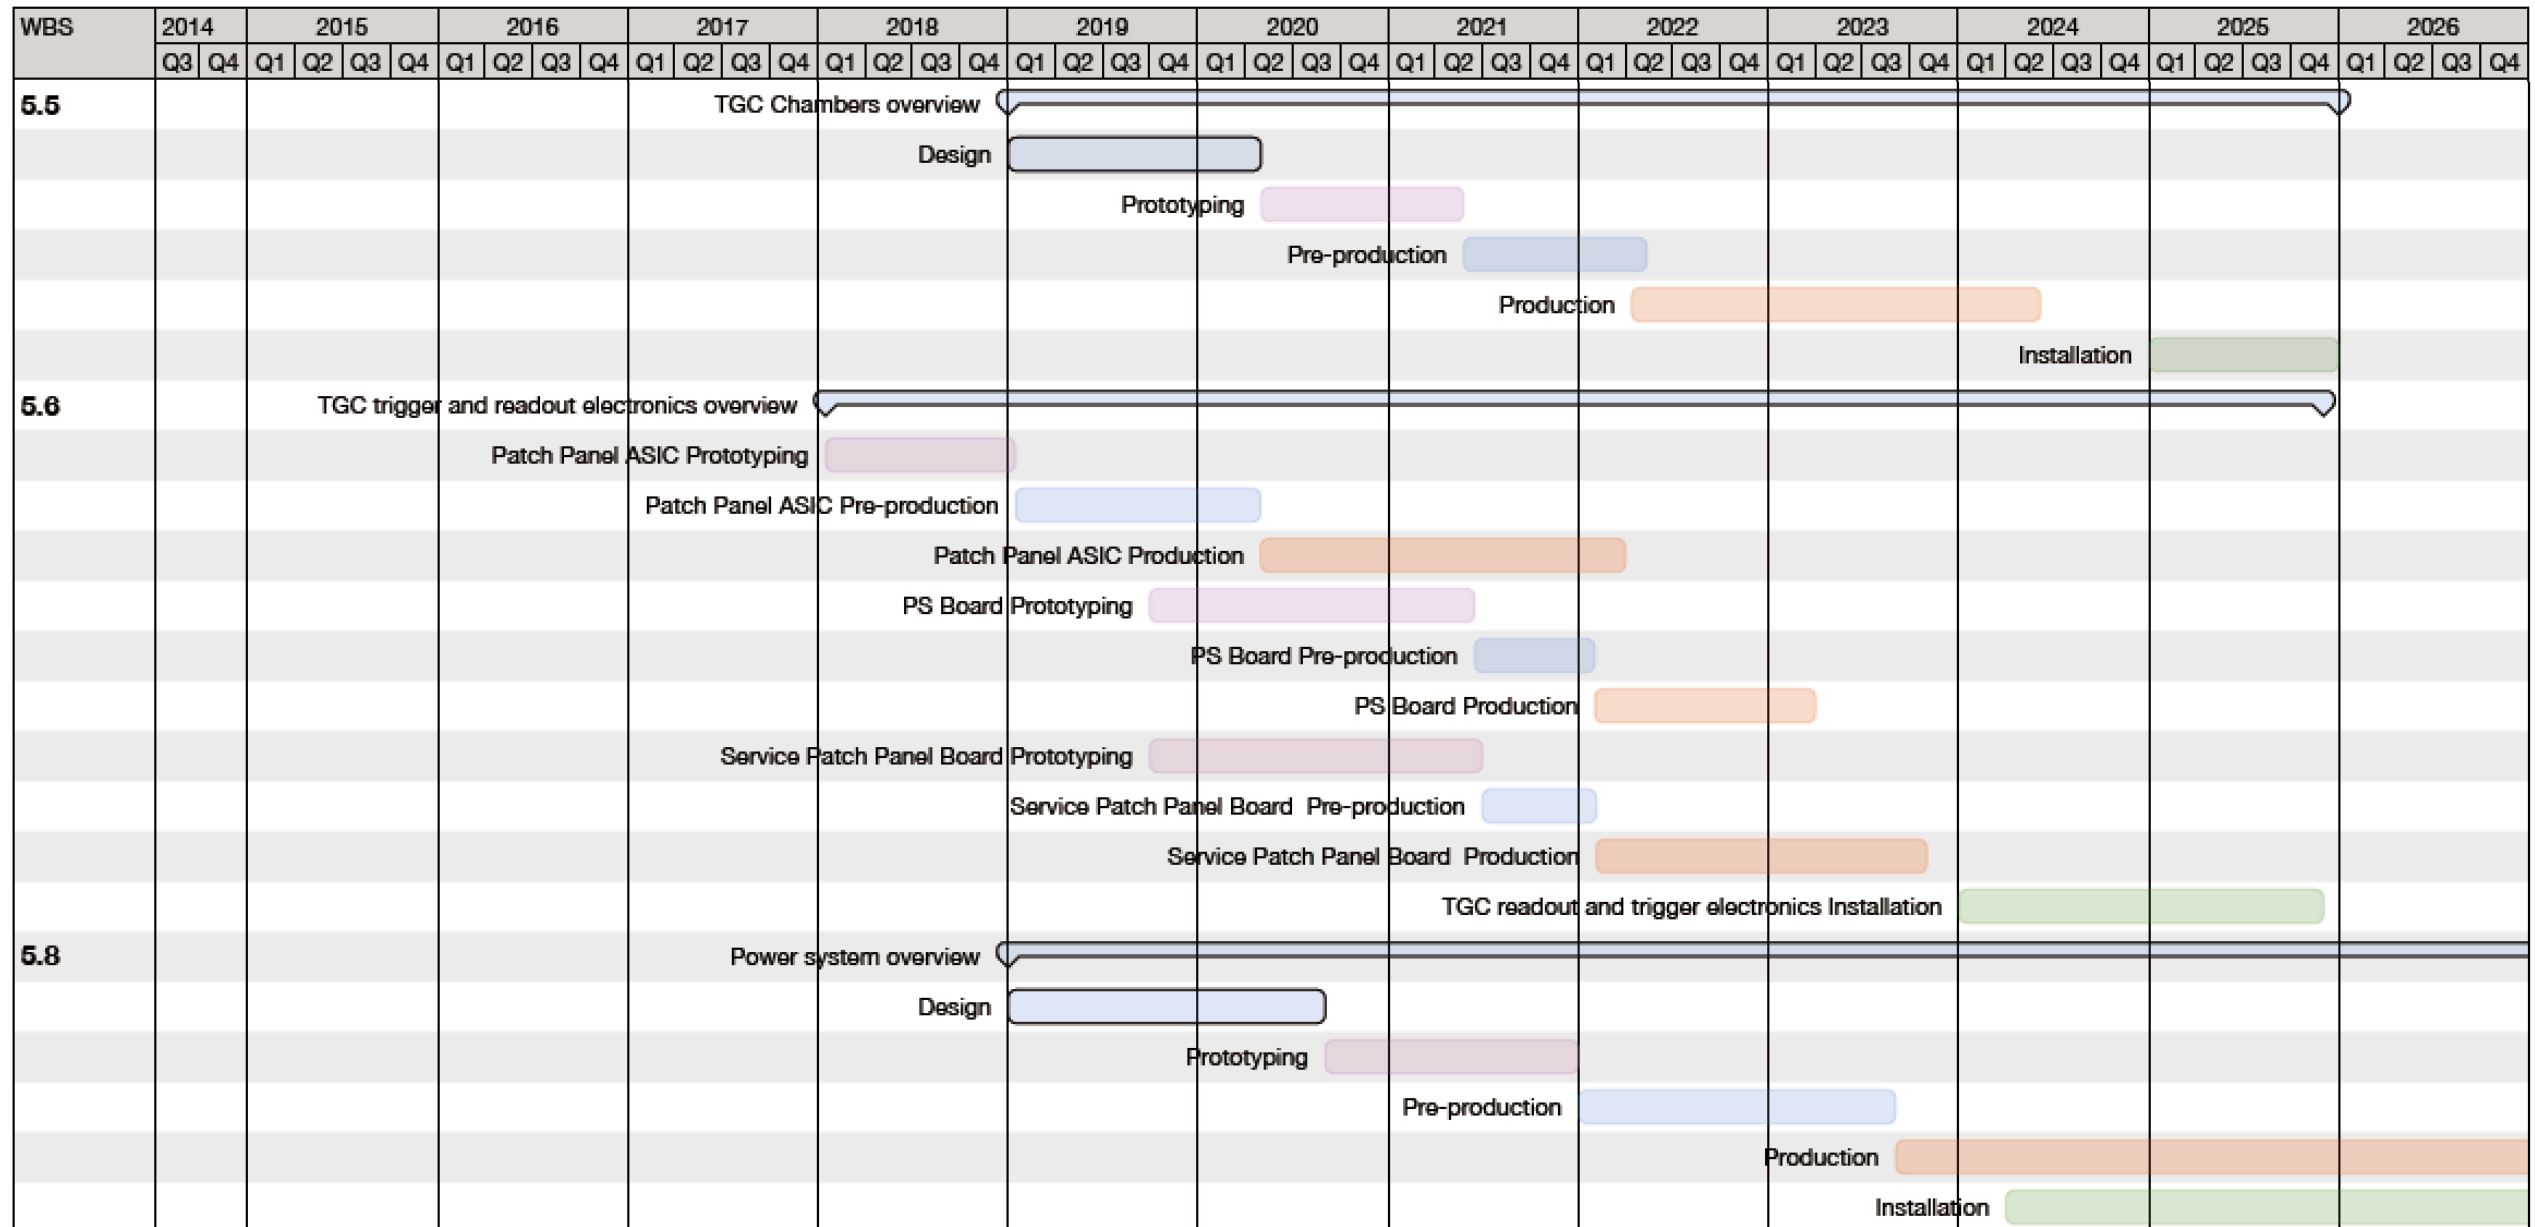 WBS 2014 2015 2016 2017 2018 2019 2020 2021 2022 2023 2024 2025 2026
Q3 Q4 Q1 Q2 Q3 Q4 Q1 Q2 Q3 Q4 Q1 Q2 Q3 Q4 Q1 Q2 Q3 Q4 Q1 Q2 Q3 Q4 Q1 Q2 Q3 Q4 Q1 Q2 Q3 Q4 Q1 Q2 Q3 Q4 Q1 Q2 Q3 Q4 Q1 Q2 Q3 Q4 Q1 Q2 Q3 Q4 Q1 Q2 Q3 Q4
5.5 TGC Chambers overview
Design
Prototyping
Pre-production
Production
Installation
5.6 TGC trigger and readout electronics overview
Patch Panel ASIC Prototyping
Patch Panel ASIC Pre-production
Patch Panel ASIC Production
PS Board Prototyping
PS Board Pre-production
PS Board Production
Service Patch Panel Board Prototyping
Service Patch Panel Board Pre-production
Service Patch Panel Board Production
TGC readout and trigger electronics Installation
5.8 Power system overview
Design
Prototyping
Pre-production
Production
Installation